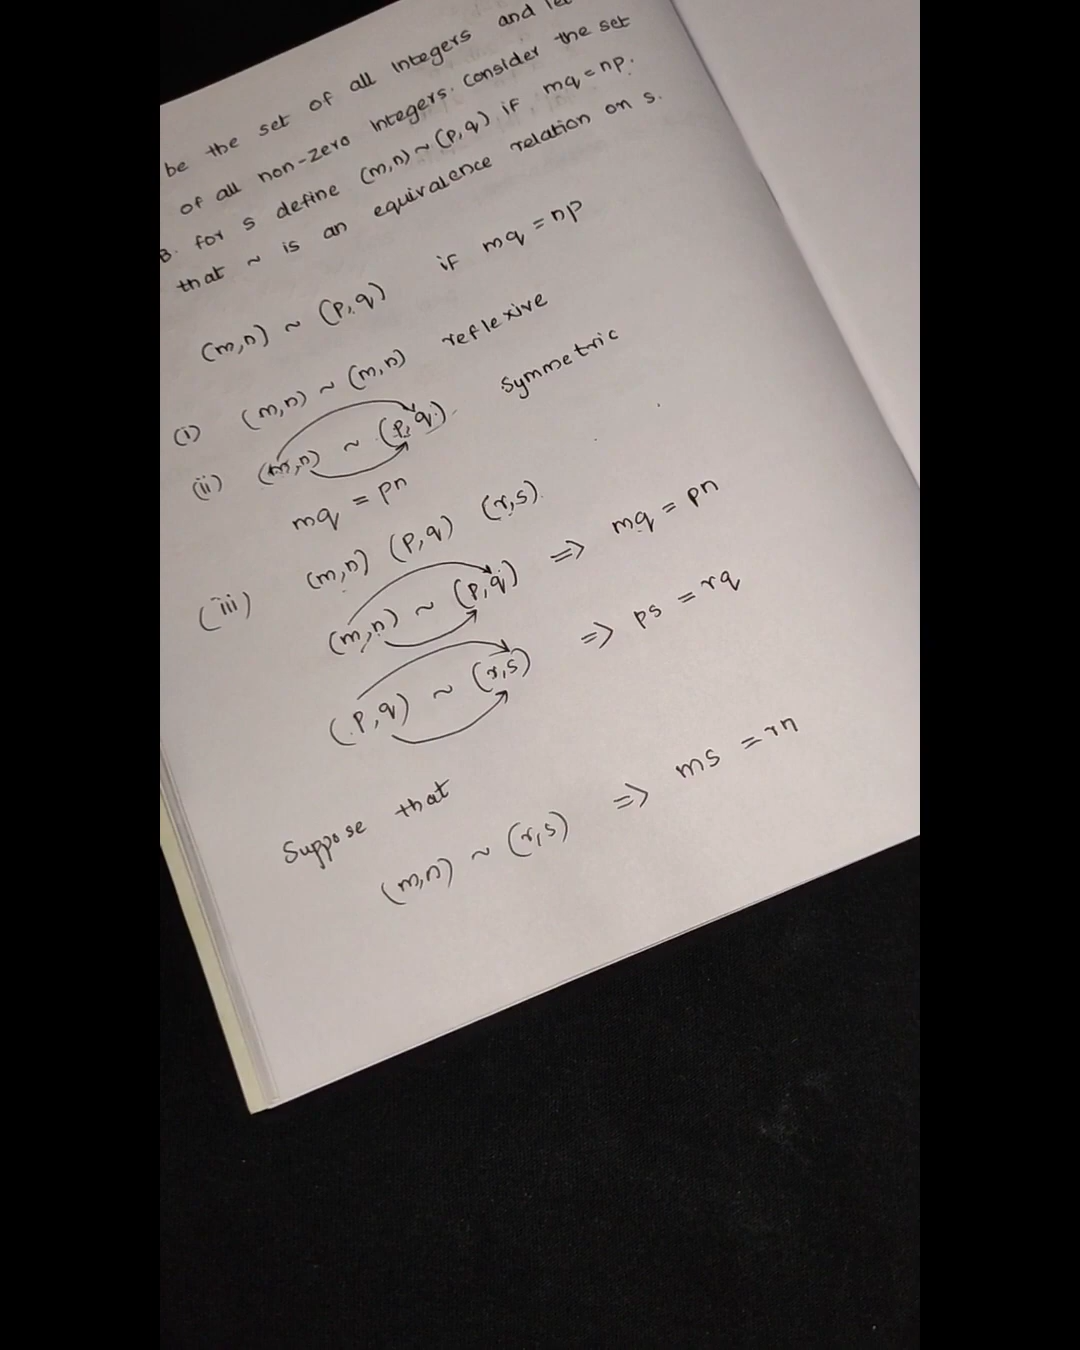 be the set of all integers and
of all non-zero integers. Consider the set
B. for S define (m,n) ~ (p,q) if mq = np.
that ~ is an equivalence relation on S.
(m,n) ~ (p,q) if mq = np
(i) (m,n) ~ (m,n) reflexive
(ii) (m,n) ~ (p,q). Symmetric
mq = pn
(iii) (m,n) (p,q) (r,s).
(m,n) ~ (p,q) => mq = pn
(p,q) ~ (r,s) => ps = rq
Suppose that
(m,n) ~ (r,s) => ms = rn